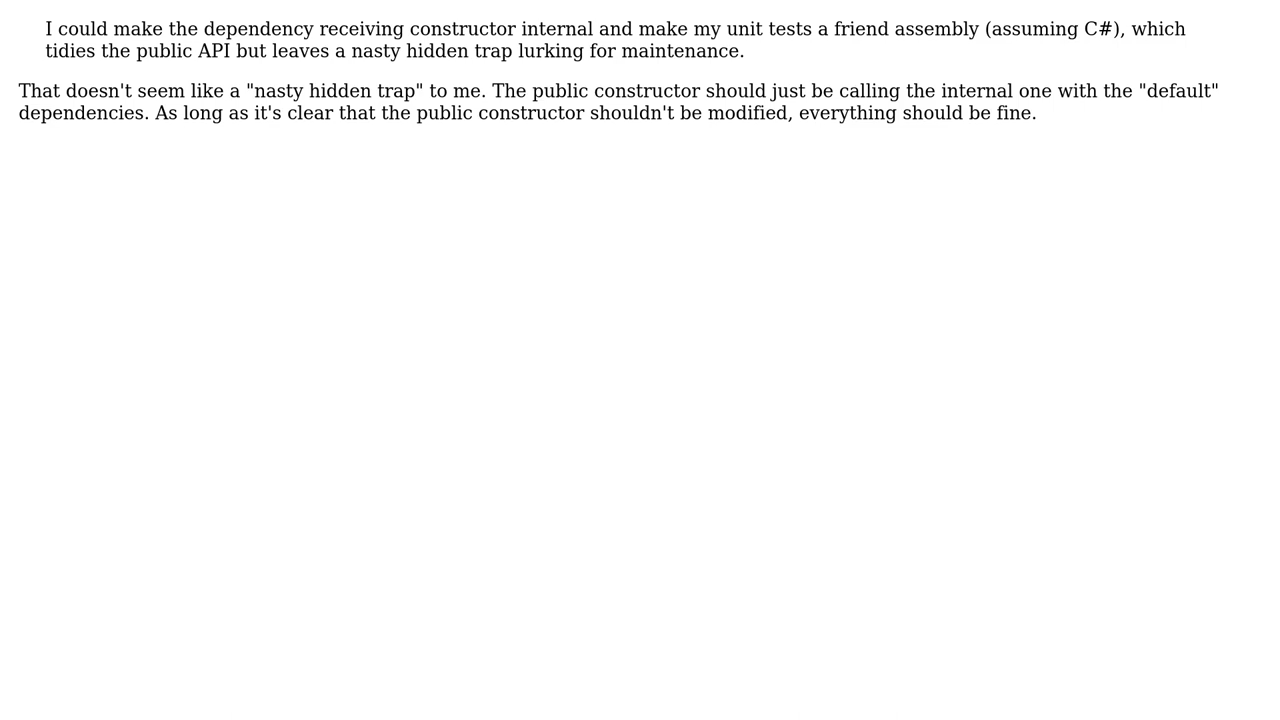 I could make the dependency receiving constructor internal and make my unit tests a friend assembly (assuming C#), which
tidies the public API but leaves a nasty hidden trap lurking for maintenance.
That doesn't seem like a "nasty hidden trap" to me. The public constructor should just be calling the internal one with the "default"
dependencies. As long as it's clear that the public constructor shouldn't be modified, everything should be fine.